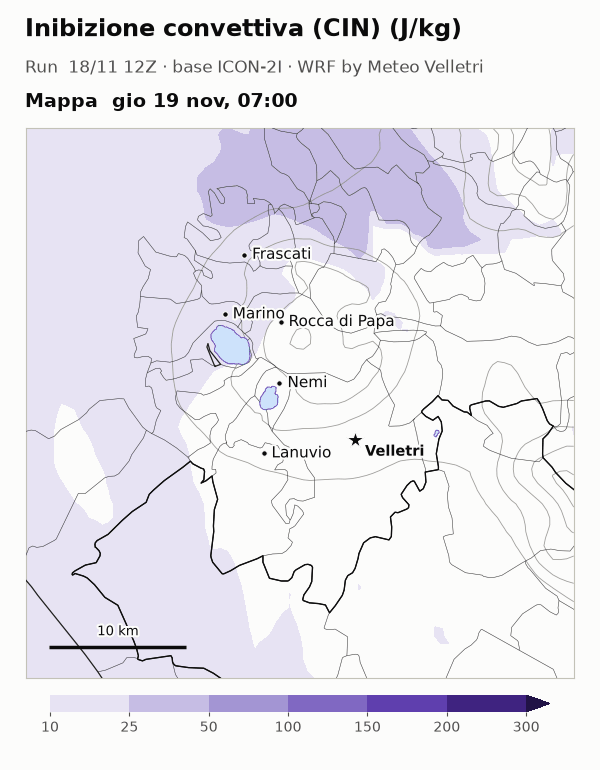 Inibizione convettiva (CIN) (J/kg)
Run  18/11 12Z · base ICON-2I · WRF by Meteo Velletri
Mappa  gio 19 nov, 07:00
Frascati
Marino
Rocca di Papa
Nemi
Velletri
Lanuvio
10 km
10 25 50 100 150 200 300